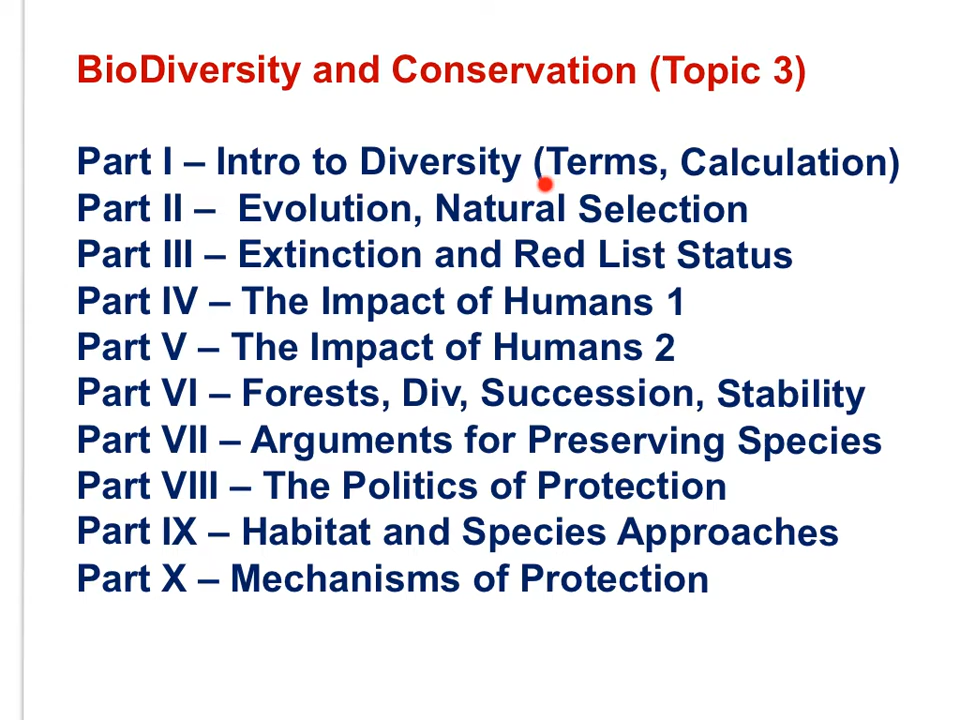 BioDiversity and Conservation (Topic 3)
Part I – Intro to Diversity (Terms, Calculation)
Part II –  Evolution, Natural Selection
Part III – Extinction and Red List Status
Part IV – The Impact of Humans 1
Part V – The Impact of Humans 2
Part VI – Forests, Div, Succession, Stability
Part VII – Arguments for Preserving Species
Part VIII – The Politics of Protection
Part IX – Habitat and Species Approaches
Part X – Mechanisms of Protection